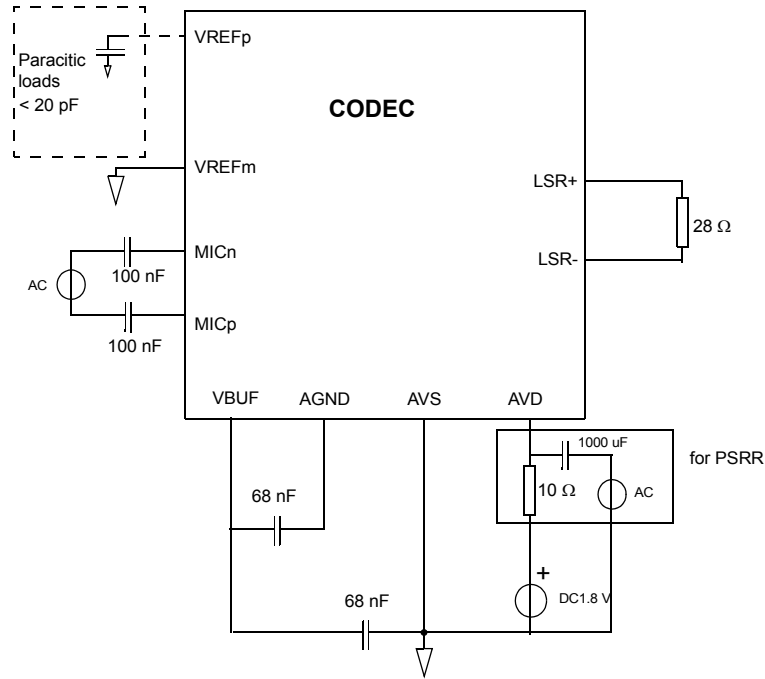 VREFp
Paracitic
loads
< 20 pF
CODEC
VREFm
LSR+
28 Ω
MICn
100 nF
LSR-
AC
MICp
100 nF
VBUF AGND AVS AVD
1000 uF
for PSRR
10 Ω
AC
68 nF
+
DC1.8 V
68 nF